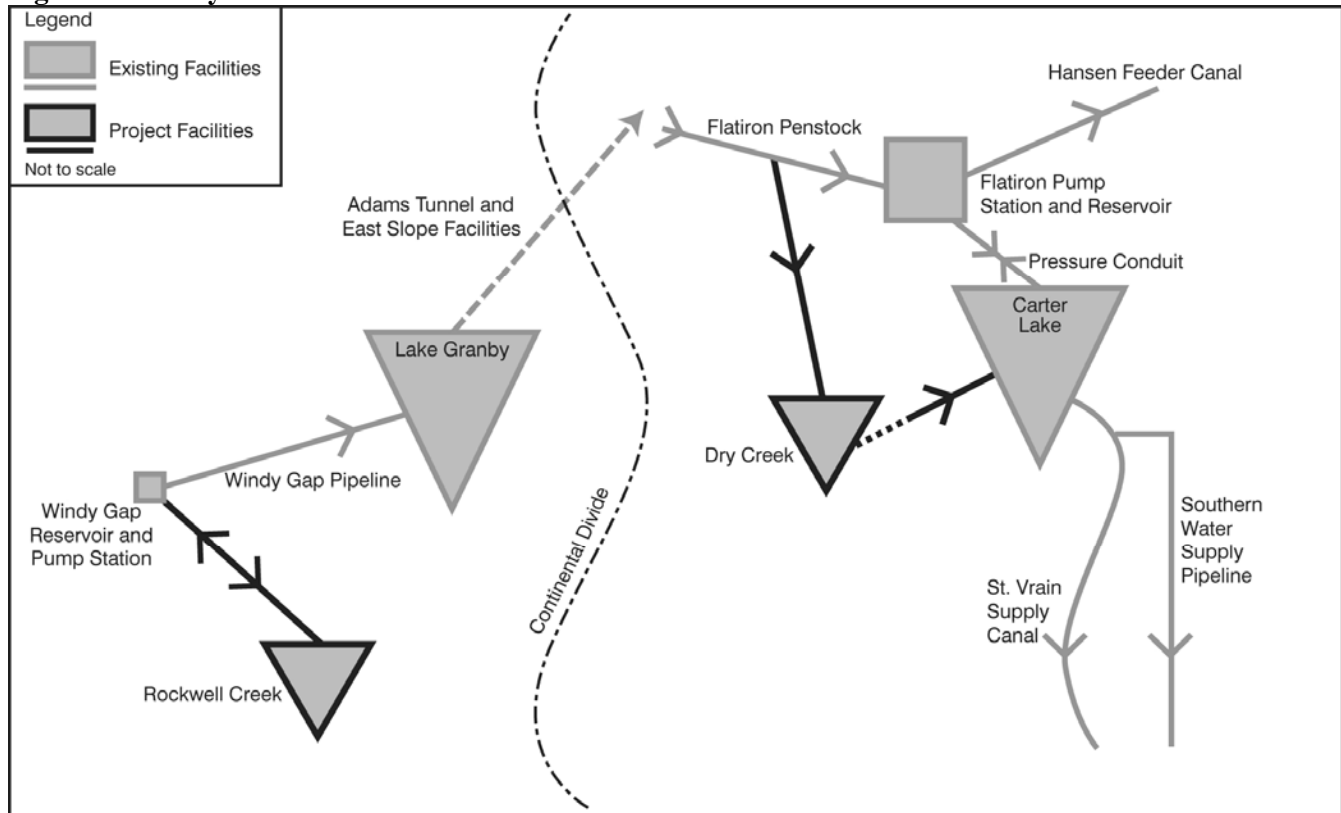 Legend
Existing Facilities
Project Facilities
Not to scale
Hansen Feeder Canal
Flatiron Penstock
Flatiron Pump
Station and Reservoir
Adams Tunnel and
East Slope Facilities
Pressure Conduit
Carter
Lake
Lake Granby
Dry Creek
Windy Gap Pipeline
Windy Gap
Reservoir and
Pump Station
Continental Divide
Southern
Water
Supply
Pipeline
St. Vrain
Supply
Canal
Rockwell Creek